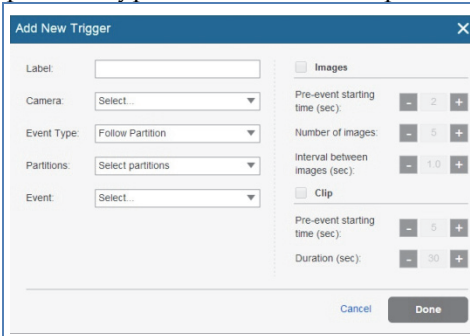 Add New Trigger
Label:
Camera: Select...
Event Type: Follow Partition
Partitions: Select partitions
Event: Select...
Images
Pre-event starting
time (sec): - 2 +
Number of images: - 5 +
Interval between
images (sec): - 1.0 +
Clip
Pre-event starting
time (sec): - 5 +
Duration (sec): - 30 +
Cancel Done